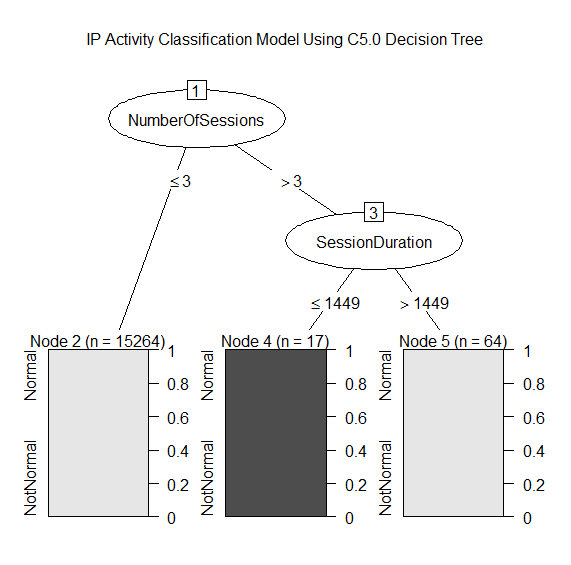 IP Activity Classification Model Using C5.0 Decision Tree
1
NumberOfSessions
≤ 3
> 3
3
SessionDuration
≤ 1449
> 1449
Node 2 (n = 15264)
Normal
NotNormal
1
0.8
0.6
0.4
0.2
0
Node 4 (n = 17)
Normal
NotNormal
1
0.8
0.6
0.4
0.2
0
Node 5 (n = 64)
Normal
NotNormal
1
0.8
0.6
0.4
0.2
0